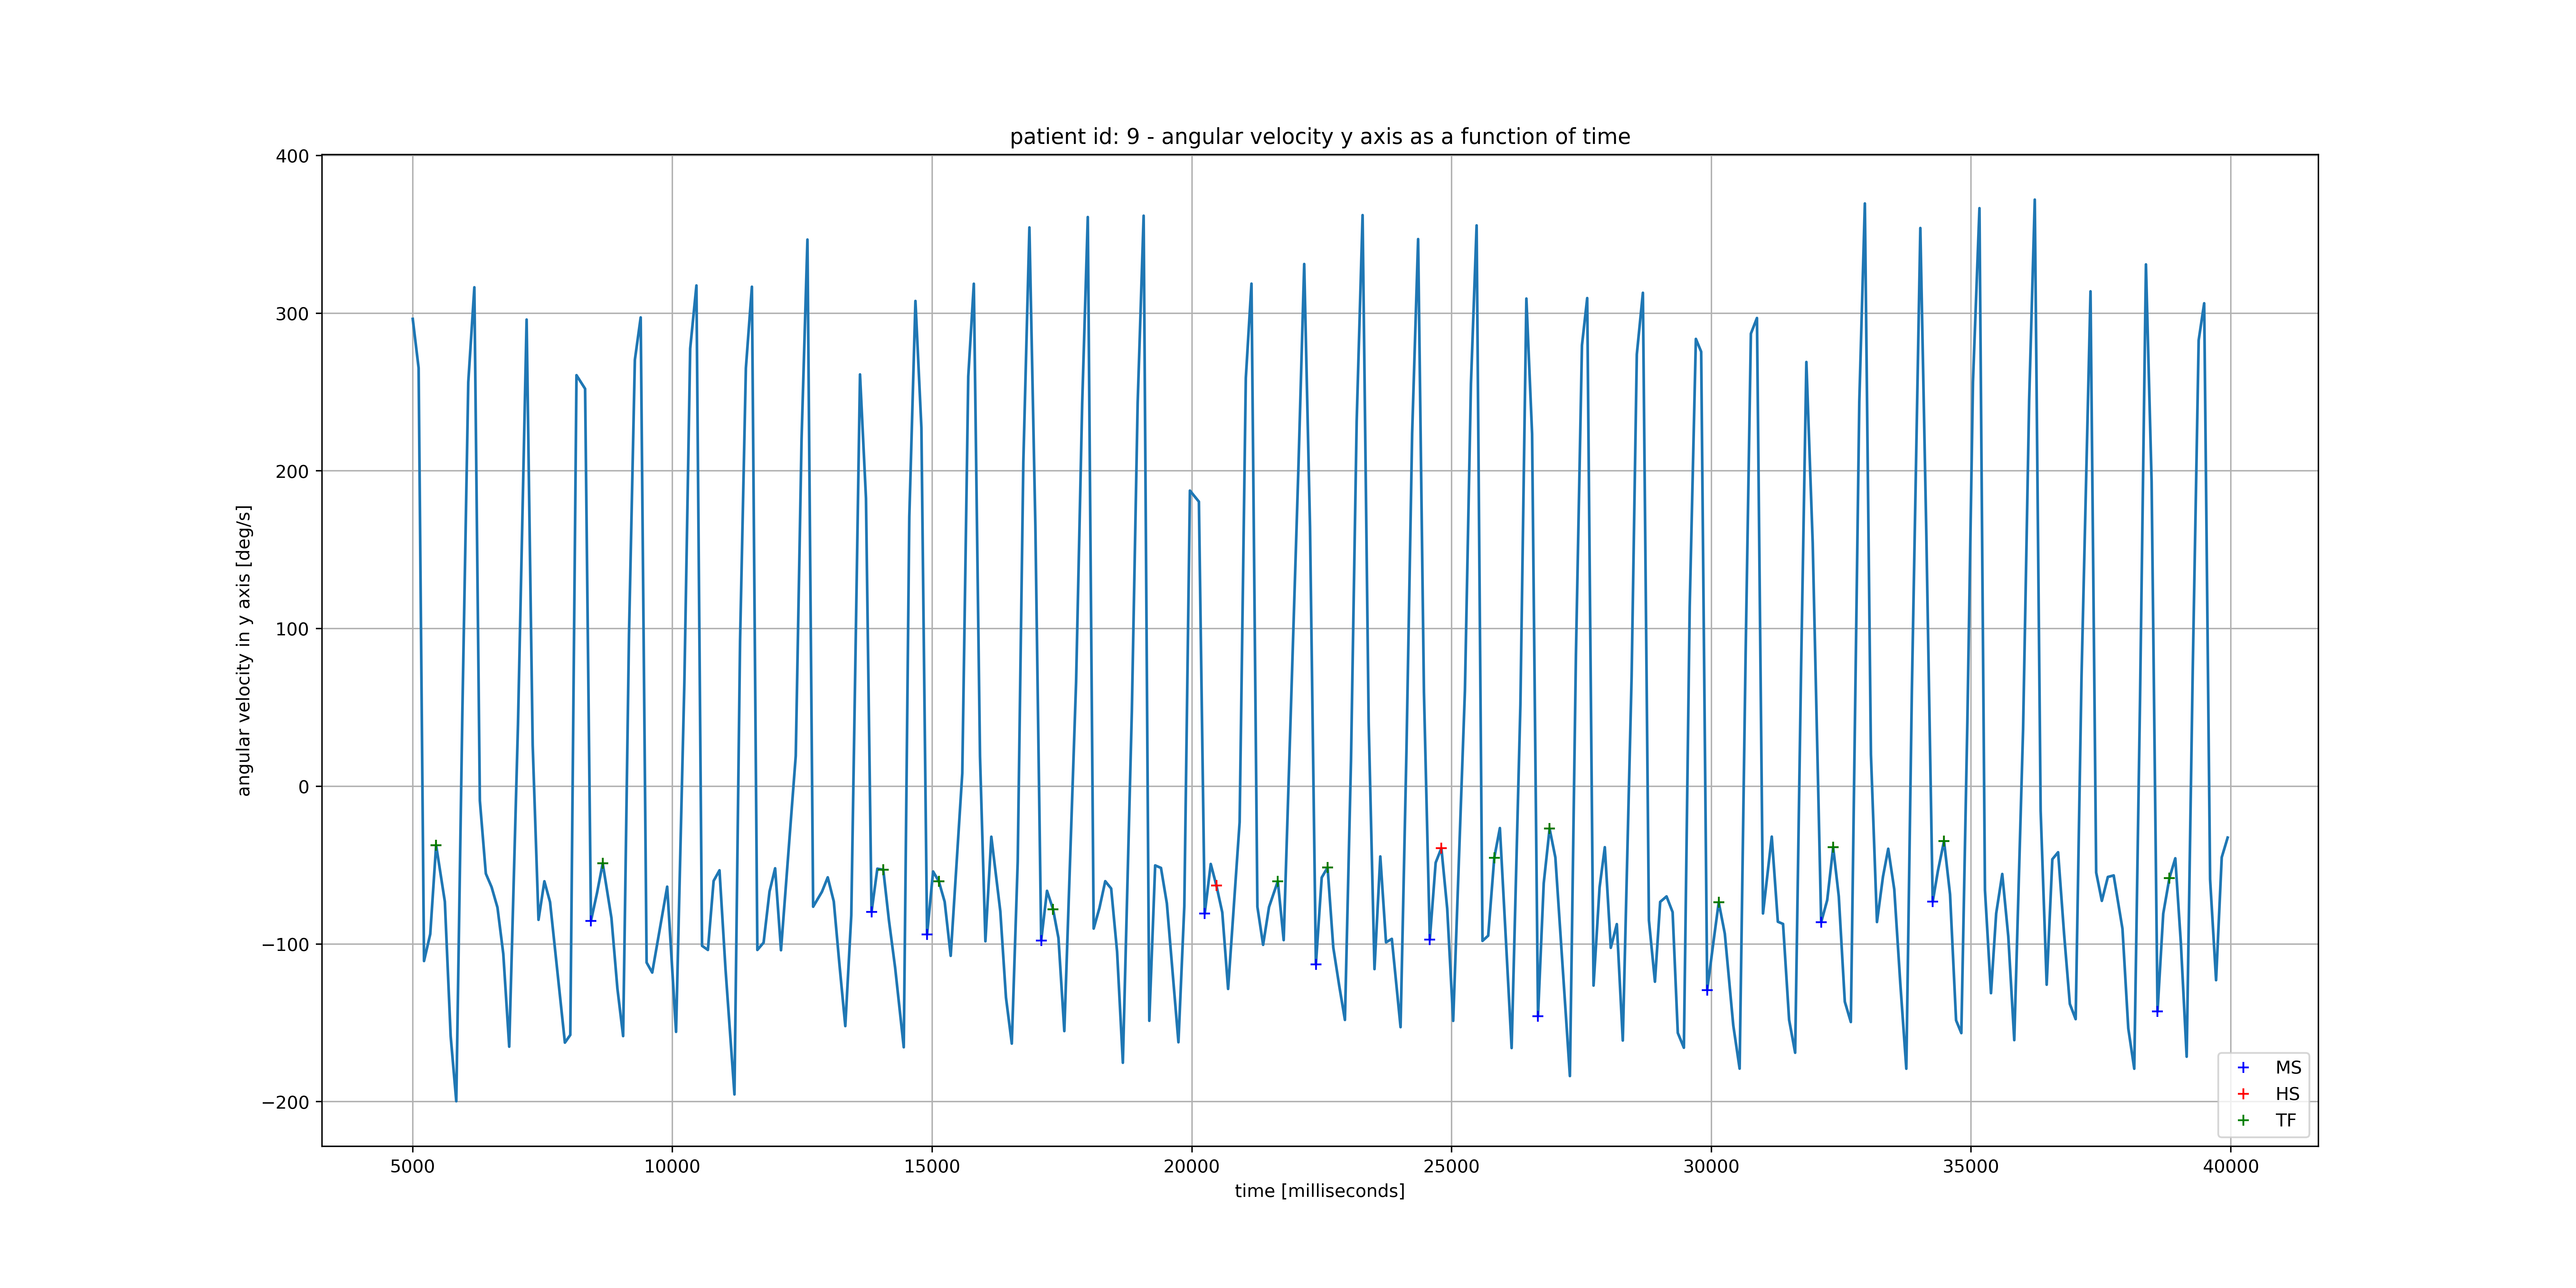 patient id: 9 - angular velocity y axis as a function of time
400
300
200
100
0
−100
−200
angular velocity in y axis [deg/s]
5000 10000 15000 20000 25000 30000 35000 40000
time [milliseconds]
MS
HS
TF